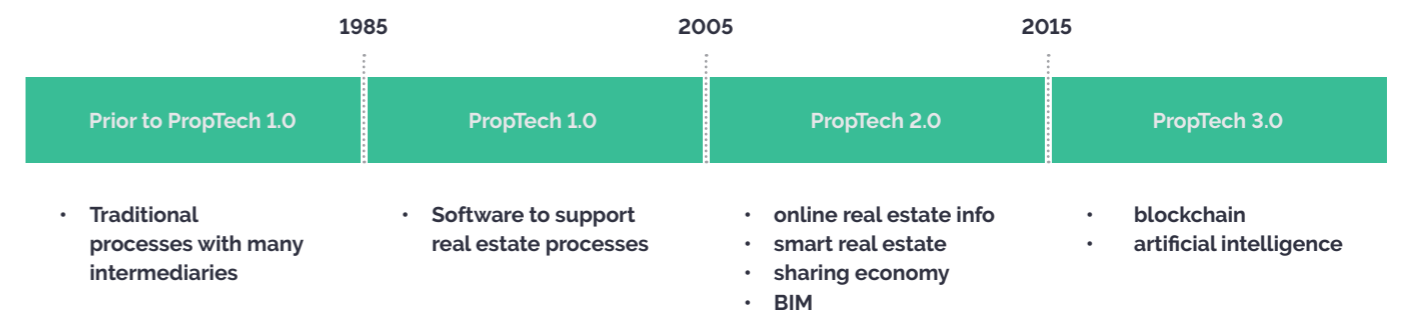 1985
2005
2015
Prior to PropTech 1.0
PropTech 1.0
PropTech 2.0
PropTech 3.0
• Traditional
processes with many
intermediaries
• Software to support
real estate processes
• online real estate info
• smart real estate
• sharing economy
• BIM
• blockchain
• artificial intelligence